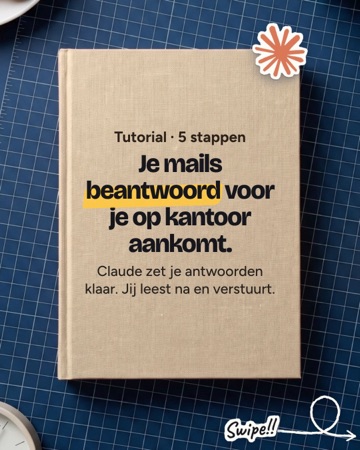 Tutorial · 5 stappen
Je mails
beantwoord voor
je op kantoor
aankomt.
Claude zet je antwoorden
klaar. Jij leest na en verstuurt.
Swipe!!